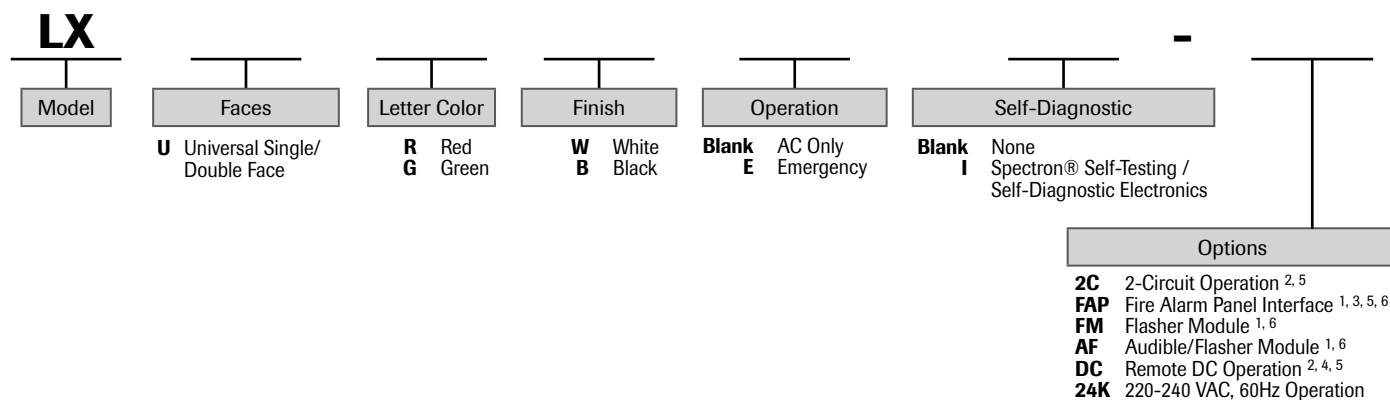 LX -
Model Faces Letter Color Finish Operation Self-Diagnostic
U Universal Single/ R Red W White Blank AC Only Blank None
Double Face G Green B Black E Emergency I Spectron® Self-Testing /
Self-Diagnostic Electronics
Options
2C 2-Circuit Operation 2, 5
FAP Fire Alarm Panel Interface 1, 3, 5, 6
FM Flasher Module 1, 6
AF Audible/Flasher Module 1, 6
DC Remote DC Operation 2, 4, 5
24K 220-240 VAC, 60Hz Operation